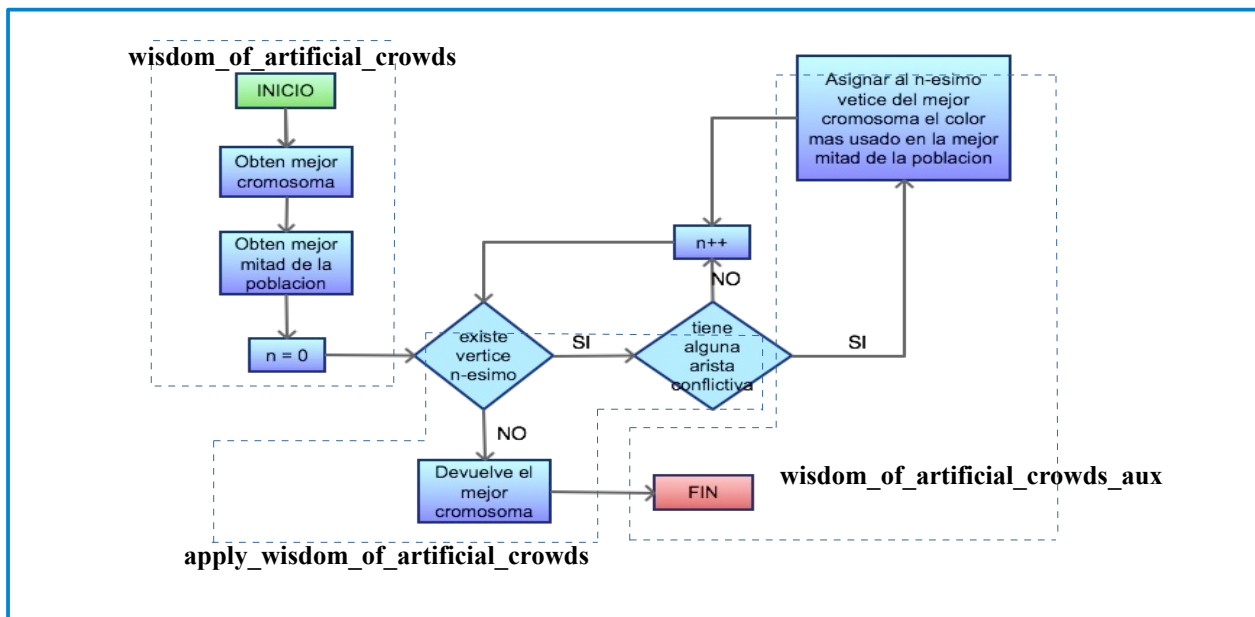 wisdom_of_artificial_crowds
INICIO
Obten mejor
cromosoma
Obten mejor
mitad de la
poblacion
n = 0
existe
vertice
n-esimo
SI
tiene
alguna
arista
conflictiva
NO
n++
SI
Asignar al n-esimo
vetice del mejor
cromosoma el color
mas usado en la mejor
mitad de la poblacion
NO
Devuelve el
mejor
cromosoma
FIN
wisdom_of_artificial_crowds_aux
apply_wisdom_of_artificial_crowds